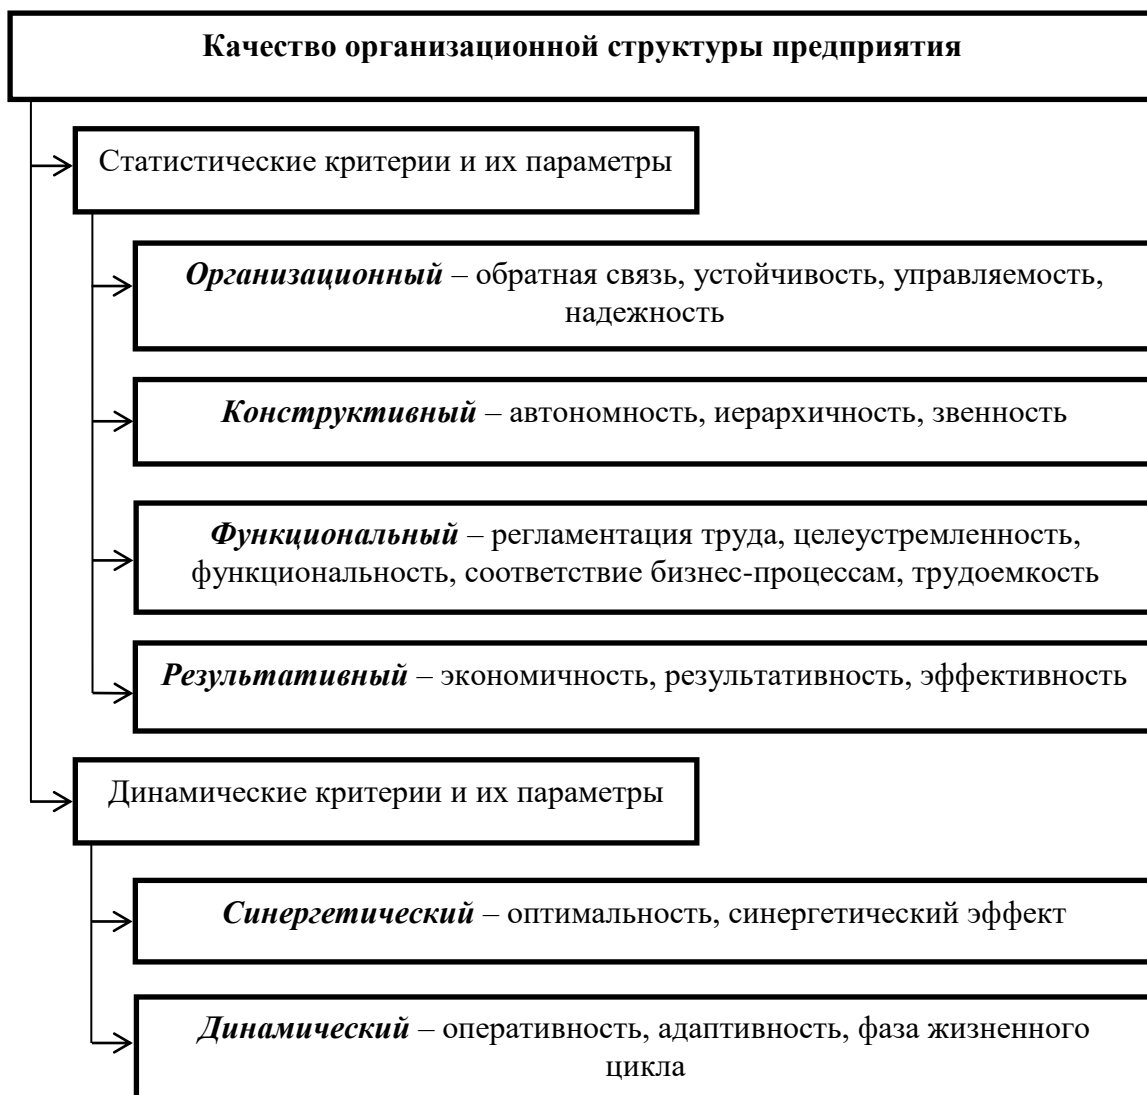 Качество организационной структуры предприятия
Статистические критерии и их параметры
Организационный – обратная связь, устойчивость, управляемость,
надежность
Конструктивный – автономность, иерархичность, звенность
Функциональный – регламентация труда, целеустремленность,
функциональность, соответствие бизнес-процессам, трудоемкость
Результативный – экономичность, результативность, эффективность
Динамические критерии и их параметры
Синергетический – оптимальность, синергетический эффект
Динамический – оперативность, адаптивность, фаза жизненного
цикла